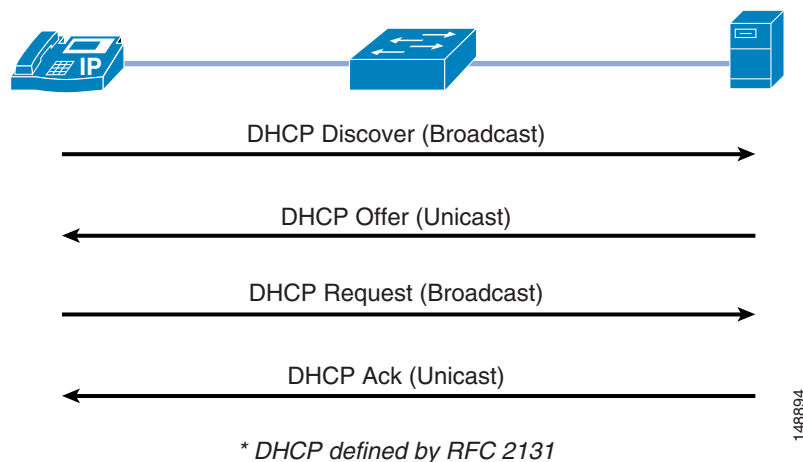 IP
DHCP Discover (Broadcast)
DHCP Offer (Unicast)
DHCP Request (Broadcast)
DHCP Ack (Unicast)
148894
* DHCP defined by RFC 2131